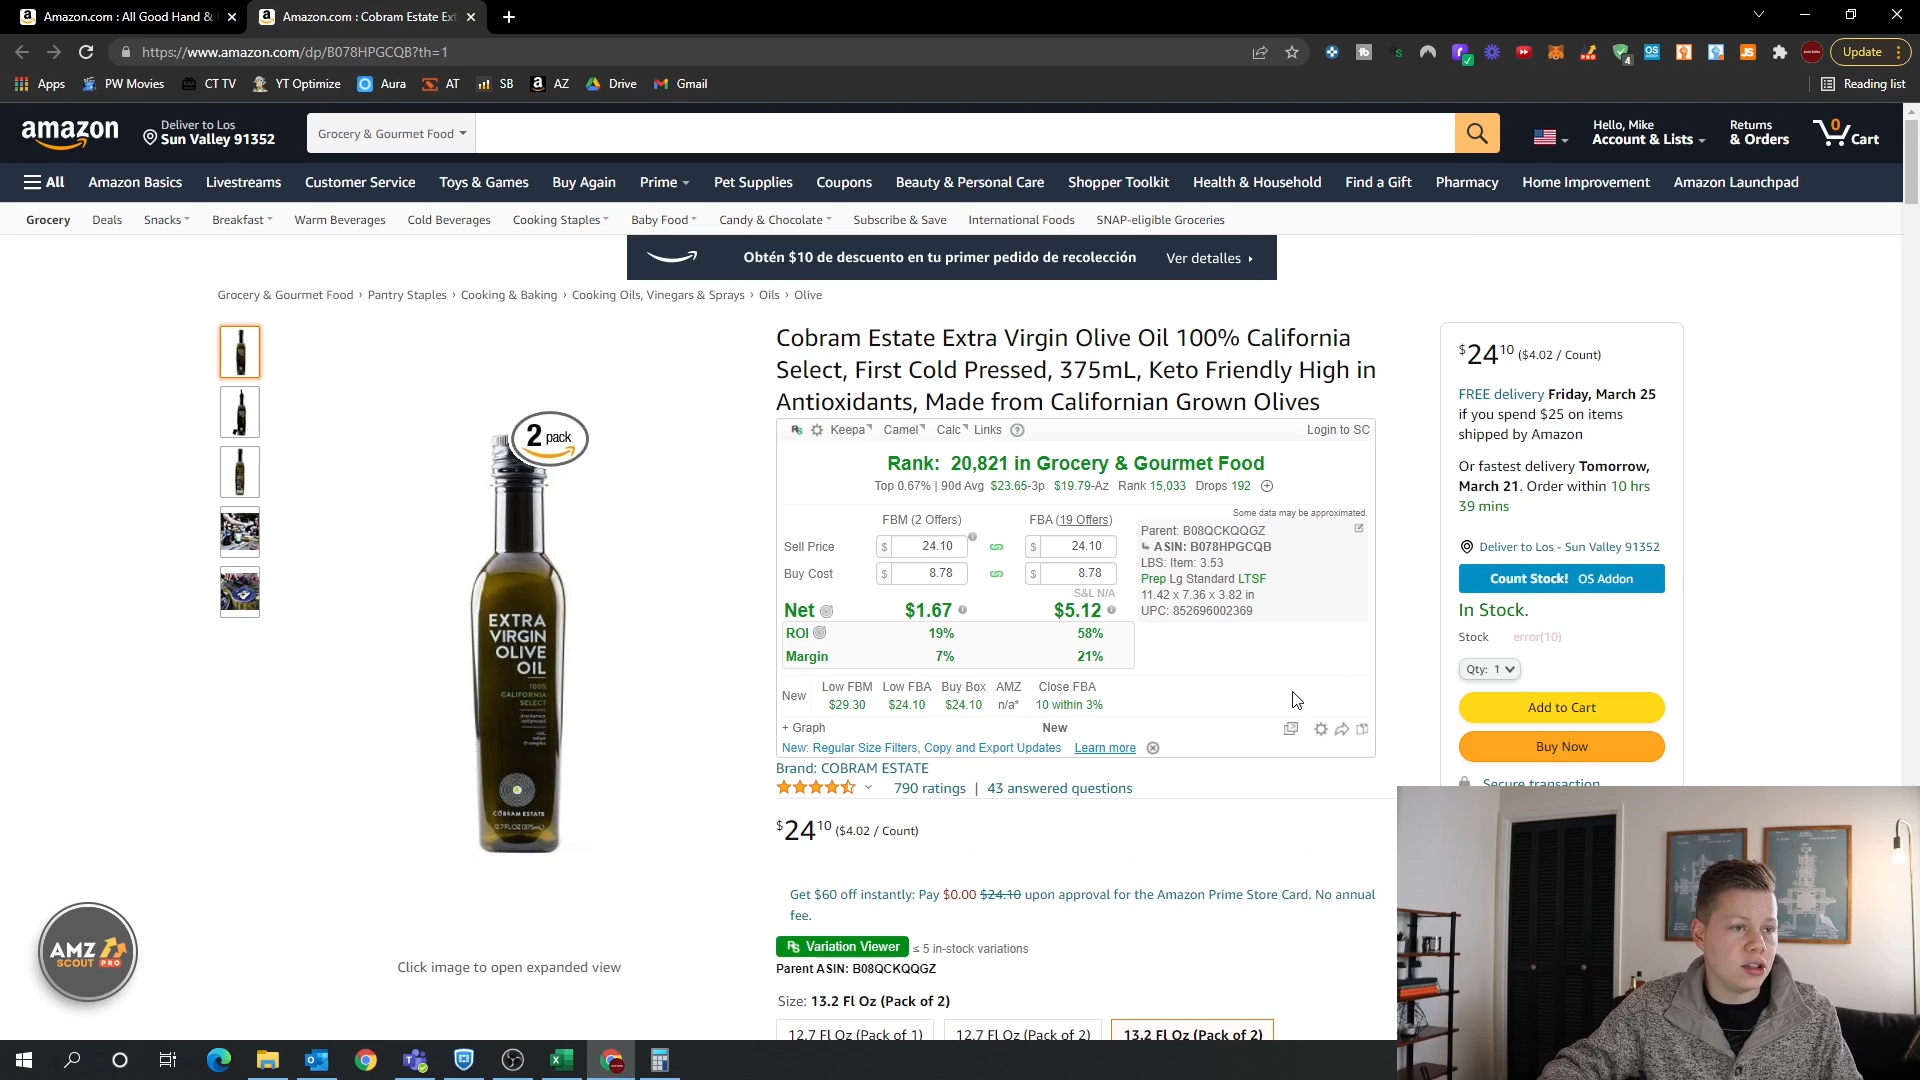 Amazon.com : All Good Hand &
Amazon.com : Cobram Estate Ext
https://www.amazon.com/dp/B078HPGCQB?th=1
Update
Apps
PW Movies
CT TV
YT Optimize
Aura
AT
SB
AZ
Drive
Gmail
Reading list
amazon
Deliver to Los
Sun Valley 91352
Grocery & Gourmet Food
Hello, Mike
Account & Lists
Returns
& Orders
0
Cart
All
Amazon Basics
Livestreams
Customer Service
Toys & Games
Buy Again
Prime
Pet Supplies
Coupons
Beauty & Personal Care
Shopper Toolkit
Health & Household
Find a Gift
Pharmacy
Home Improvement
Amazon Launchpad
Grocery
Deals
Snacks
Breakfast
Warm Beverages
Cold Beverages
Cooking Staples
Baby Food
Candy & Chocolate
Subscribe & Save
International Foods
SNAP-eligible Groceries
Obtén $10 de descuento en tu primer pedido de recolección
Ver detalles ›
Grocery & Gourmet Food › Pantry Staples › Cooking & Baking › Cooking Oils, Vinegars & Sprays › Oils › Olive
2 pack
EXTRA
VIRGIN
OLIVE
OIL
100%
CALIFORNIA
SELECT
COBRAM ESTATE
12.7 FL OZ (375mL)
Click image to open expanded view
AMZ
SCOUT PRO
Cobram Estate Extra Virgin Olive Oil 100% California
Select, First Cold Pressed, 375mL, Keto Friendly High in
Antioxidants, Made from Californian Grown Olives
Keepa Camel Calc Links ? Login to SC
Rank: 20,821 in Grocery & Gourmet Food
Top 0.67% | 90d Avg $23.65-3p $19.79-Az Rank 15,033 Drops 192
Some data may be approximated.
FBM (2 Offers) FBA (19 Offers)
Sell Price $ 24.10 $ 24.10
Buy Cost $ 8.78 $ 8.78
S&L N/A
Net $1.67 $5.12
ROI 19% 58%
Margin 7% 21%
Parent: B08QCKQQGZ
ASIN: B078HPGCQB
LBS: Item: 3.53
Prep Lg Standard LTSF
11.42 x 7.36 x 3.82 in
UPC: 852696002369
Low FBM Low FBA Buy Box AMZ Close FBA
New $29.30 $24.10 $24.10 n/a* 10 within 3%
+ Graph New
New: Regular Size Filters, Copy and Export Updates Learn more
Brand: COBRAM ESTATE
790 ratings | 43 answered questions
$24 10 ($4.02 / Count)
Get $60 off instantly: Pay $0.00 $24.10 upon approval for the Amazon Prime Store Card. No annual
fee.
Variation Viewer ≤ 5 in-stock variations
Parent ASIN: B08QCKQQGZ
Size: 13.2 Fl Oz (Pack of 2)
12.7 Fl Oz (Pack of 1)
12.7 Fl Oz (Pack of 2)
13.2 Fl Oz (Pack of 2)
$24 10 ($4.02 / Count)
FREE delivery Friday, March 25
if you spend $25 on items
shipped by Amazon
Or fastest delivery Tomorrow,
March 21. Order within 10 hrs
39 mins
Deliver to Los - Sun Valley 91352
Count Stock! OS Addon
In Stock.
Stock error(10)
Qty: 1
Add to Cart
Buy Now
Secure transaction